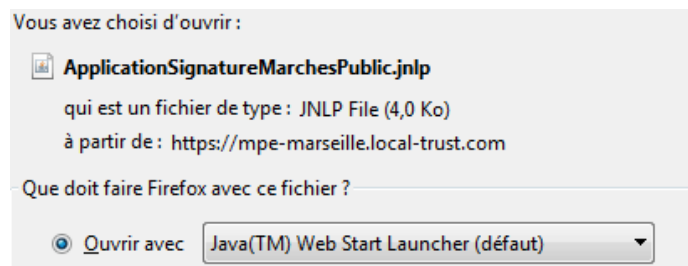 Vous avez choisi d'ouvrir :
ApplicationSignatureMarchesPublic.jnlp
qui est un fichier de type : JNLP File (4,0 Ko)
à partir de : https://mpe-marseille.local-trust.com
Que doit faire Firefox avec ce fichier ?
Ouvrir avec Java(TM) Web Start Launcher (défaut)